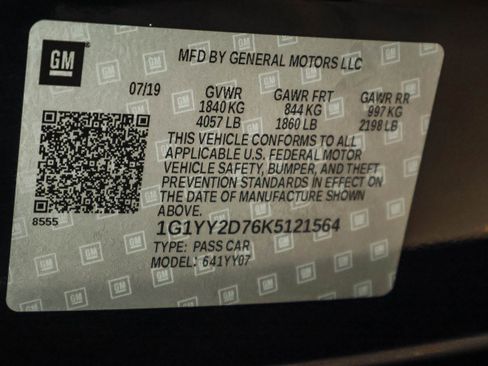 GM
MFD BY GENERAL MOTORS LLC
07/19 GVWR GAWR FRT GAWR RR
1840 KG 844 KG 997 KG
4057 LB 1860 LB 2198 LB
THIS VEHICLE CONFORMS TO ALL
APPLICABLE U.S. FEDERAL MOTOR
VEHICLE SAFETY, BUMPER, AND THEFT
PREVENTION STANDARDS IN EFFECT ON
THE DATE OF MANUFACTURE SHOWN
ABOVE.
8555
1G1YY2D76K5121564
TYPE: PASS CAR
MODEL: 641YY07